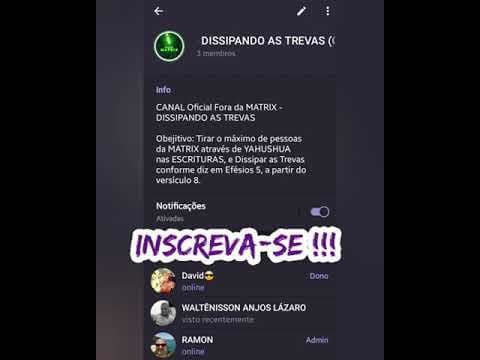 DISSIPANDO AS TREVAS (
3 membros
Info
CANAL Oficial Fora da MATRIX -
DISSIPANDO AS TREVAS
Obejitivo: Tirar o máximo de pessoas
da MATRIX através de YAHUSHUA
nas ESCRITURAS, e Dissipar as Trevas
conforme diz em Efésios 5, a partir do
versículo 8.
Notificações
Ativadas
INSCREVA-SE !!!
David😎
Dono
online
WALTÊNISSON ANJOS LÁZARO
visto recentemente
RAMON
Admin
online